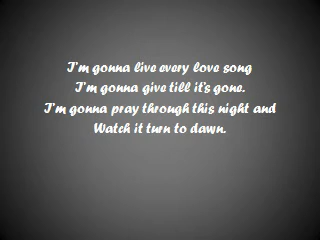 I'm gonna live every love song
I'm gonna give till it's gone.
I'm gonna pray through this night and
Watch it turn to dawn.